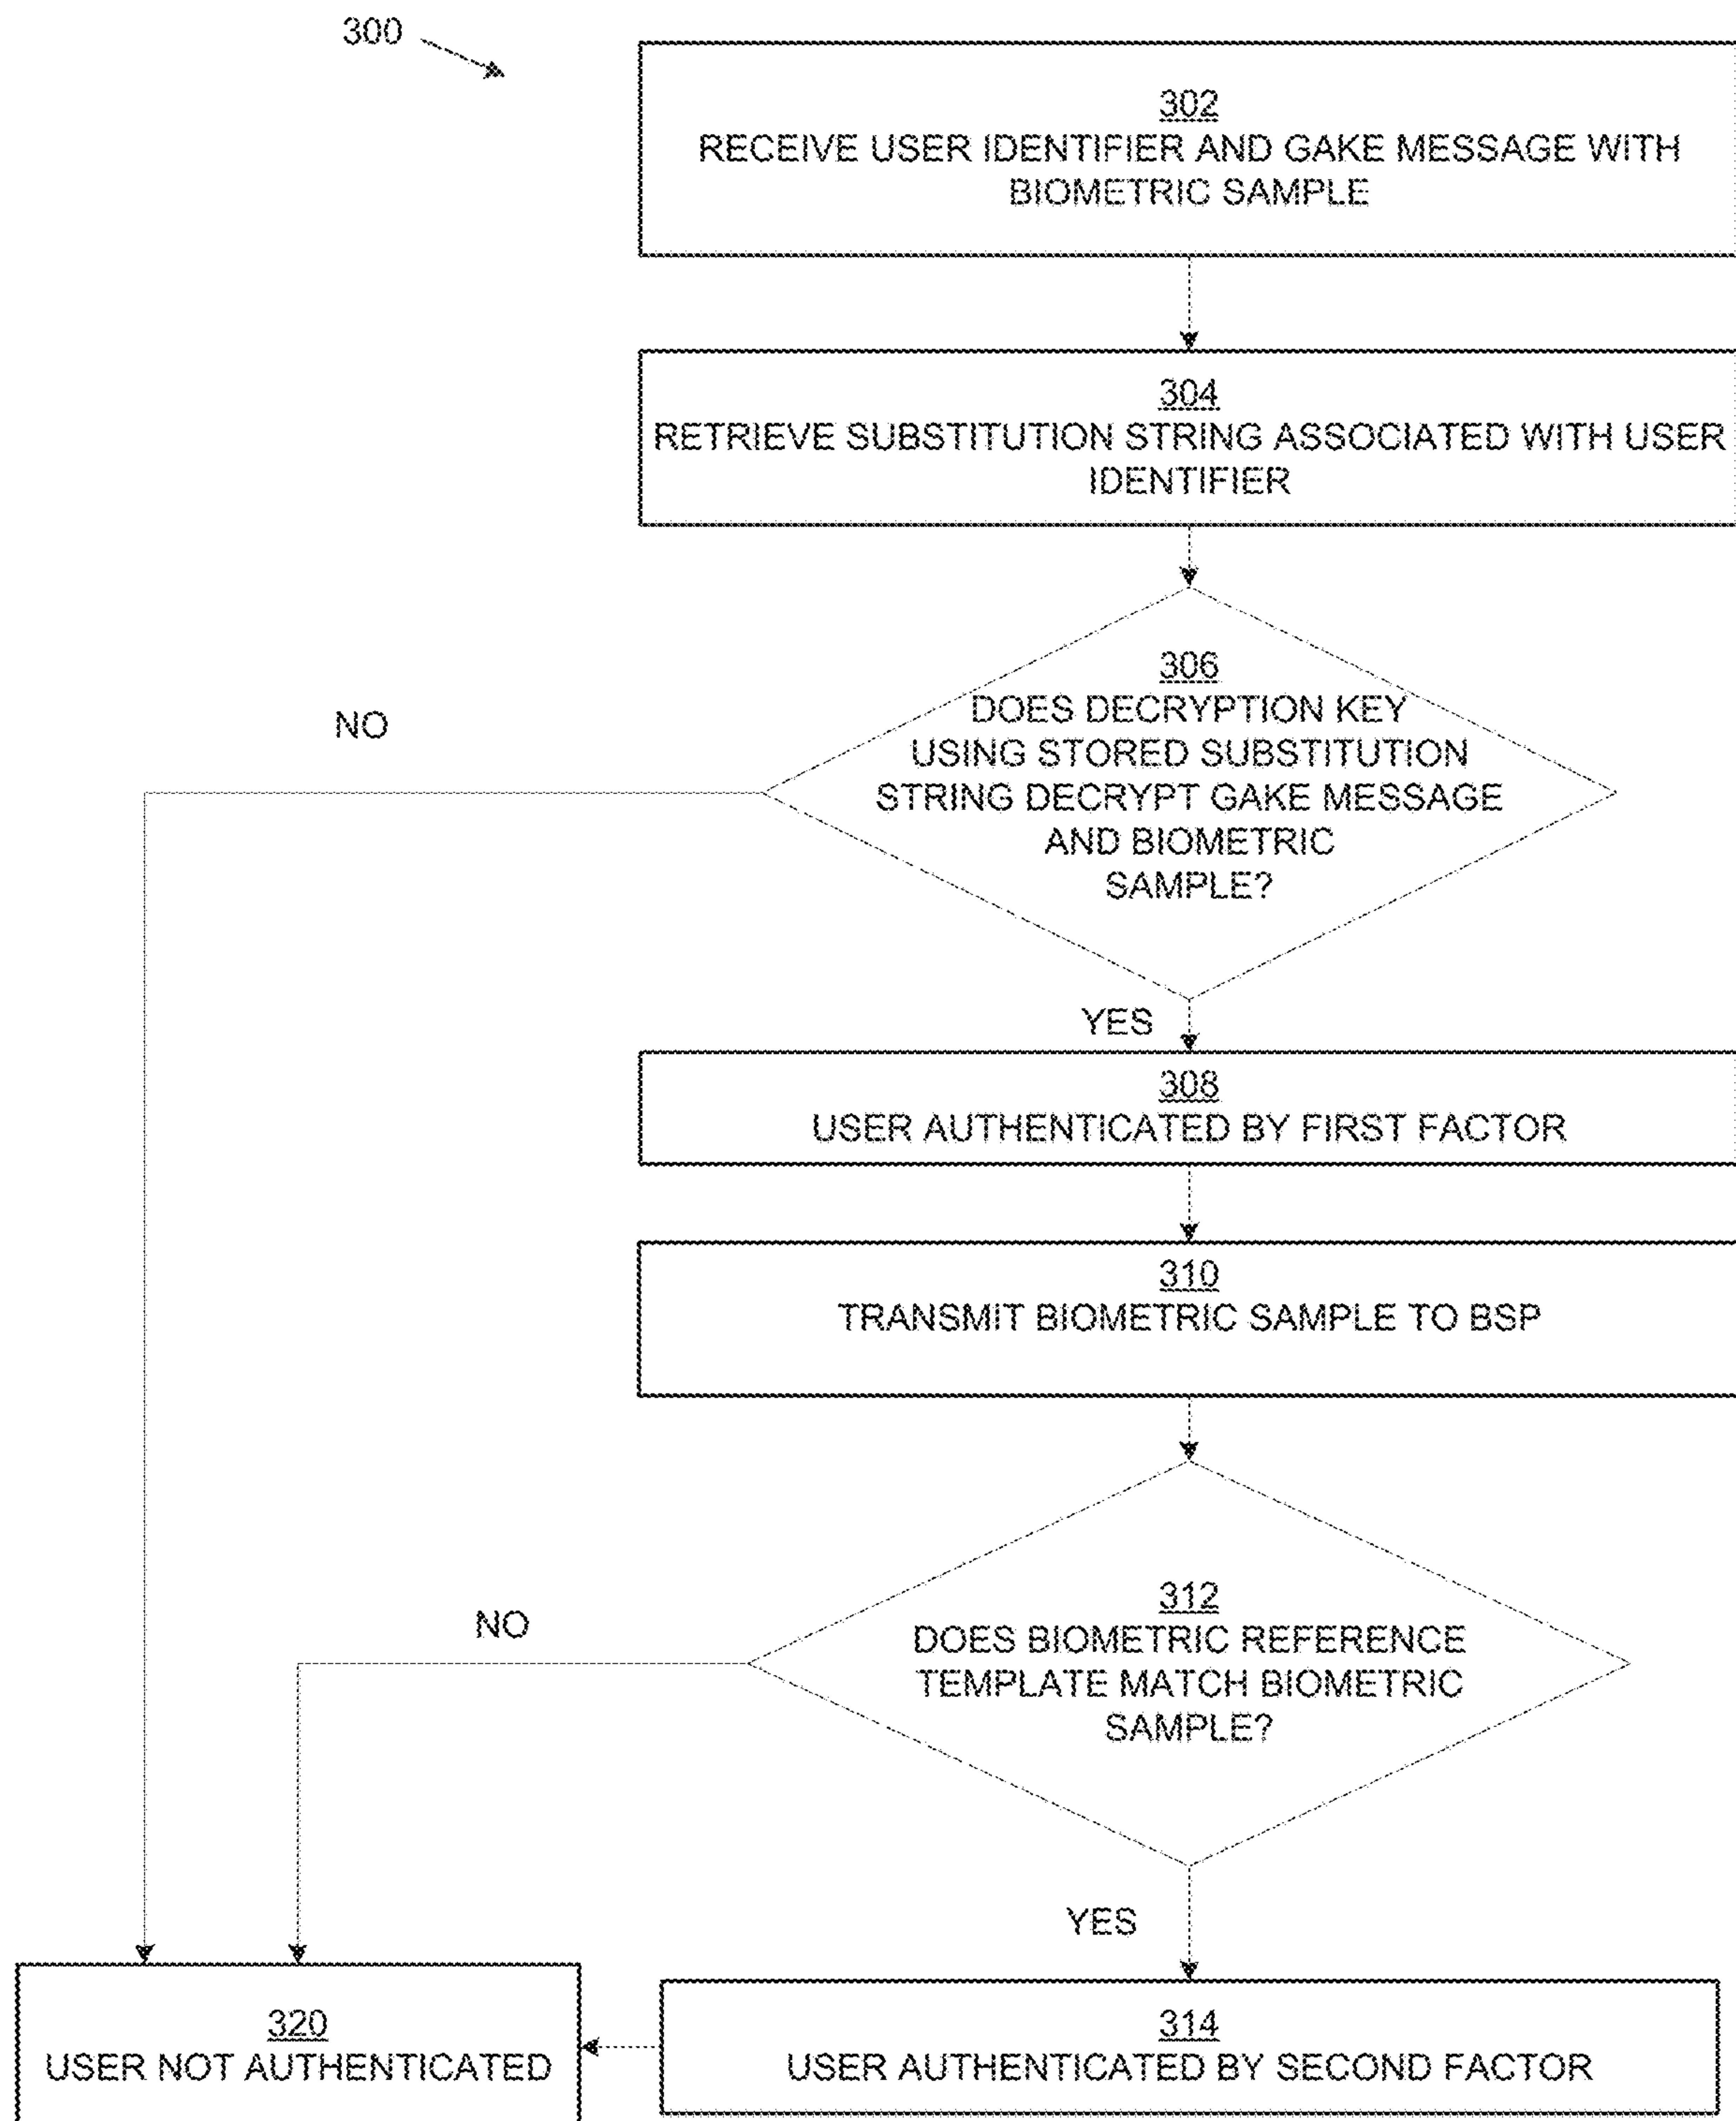 300
302
RECEIVE USER IDENTIFIER AND GAKE MESSAGE WITH
BIOMETRIC SAMPLE
304
RETRIEVE SUBSTITUTION STRING ASSOCIATED WITH USER
IDENTIFIER
306
DOES DECRYPTION KEY
USING STORED SUBSTITUTION
STRING DECRYPT GAKE MESSAGE
AND BIOMETRIC
SAMPLE?
NO
YES
308
USER AUTHENTICATED BY FIRST FACTOR
310
TRANSMIT BIOMETRIC SAMPLE TO BSP
312
DOES BIOMETRIC REFERENCE
TEMPLATE MATCH BIOMETRIC
SAMPLE?
NO
YES
320
USER NOT AUTHENTICATED
314
USER AUTHENTICATED BY SECOND FACTOR